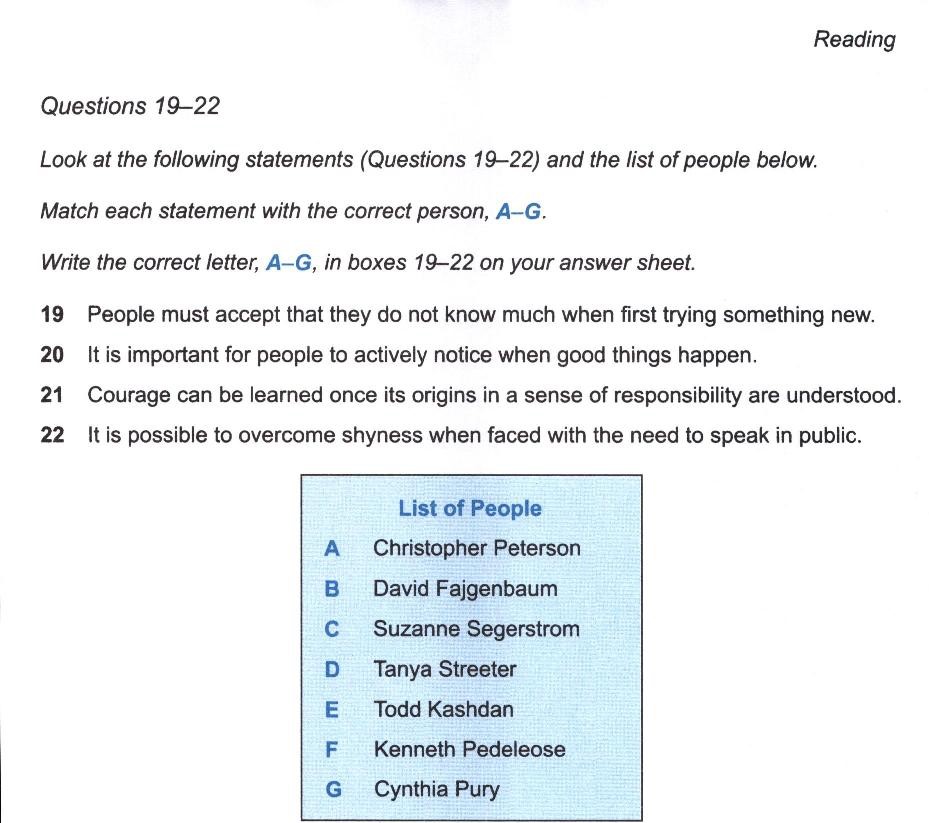 Reading
Questions 19–22
Look at the following statements (Questions 19–22) and the list of people below.
Match each statement with the correct person, A–G.
Write the correct letter, A–G, in boxes 19–22 on your answer sheet.
19 People must accept that they do not know much when first trying something new.
20 It is important for people to actively notice when good things happen.
21 Courage can be learned once its origins in a sense of responsibility are understood.
22 It is possible to overcome shyness when faced with the need to speak in public.
List of People
A Christopher Peterson
B David Fajgenbaum
C Suzanne Segerstrom
D Tanya Streeter
E Todd Kashdan
F Kenneth Pedeleose
G Cynthia Pury